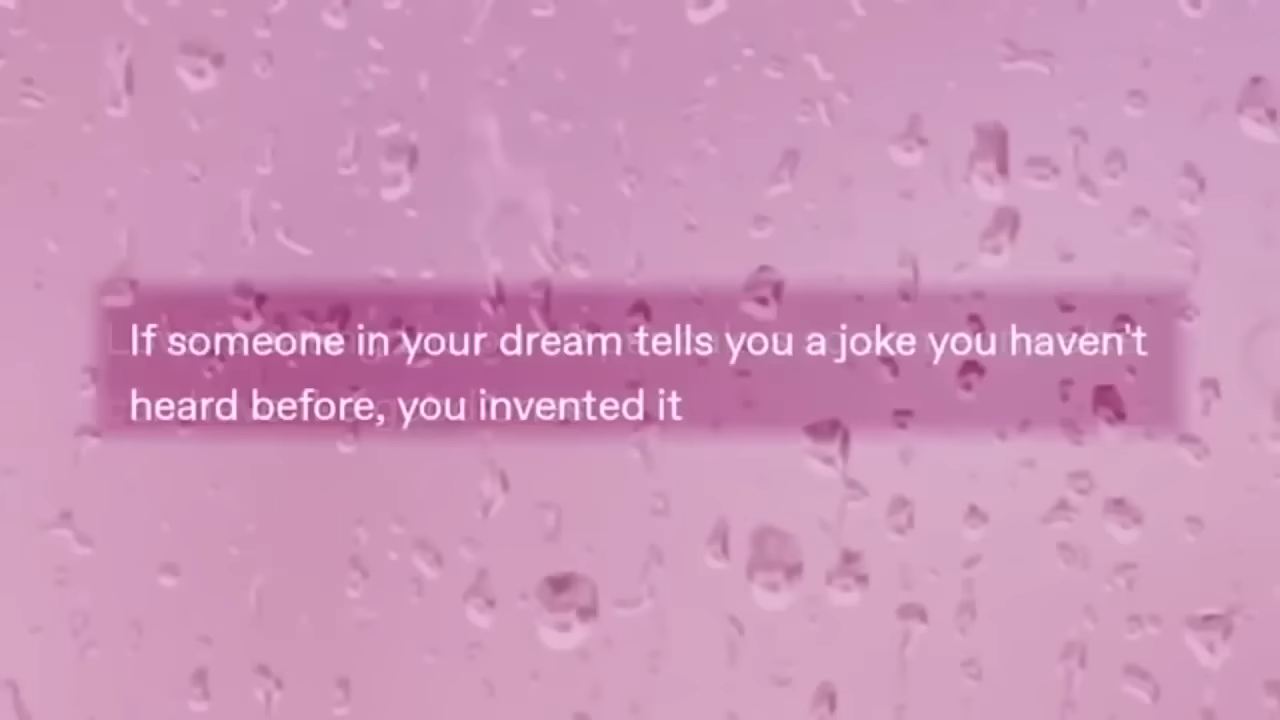 If someone in your dream tells you a joke you haven't
heard before, you invented it